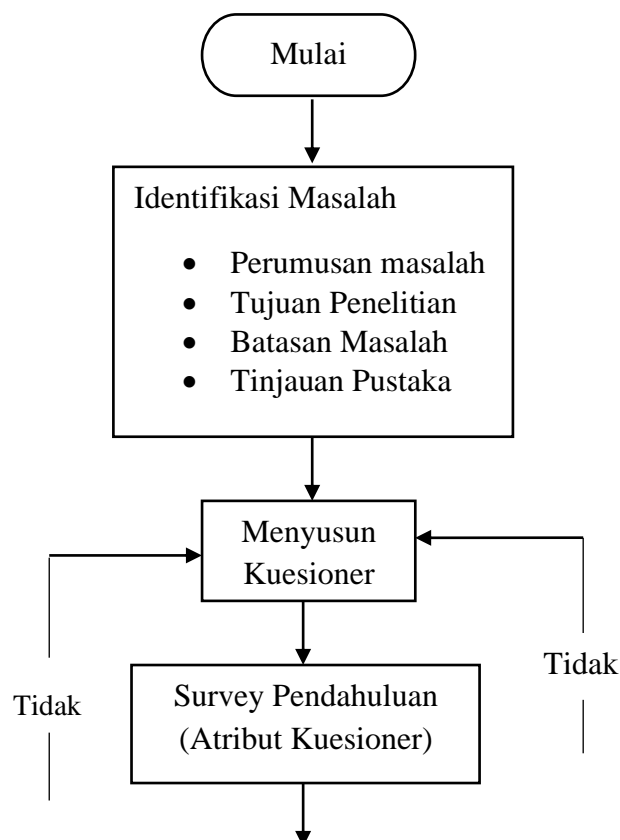 Mulai
Identifikasi Masalah
• Perumusan masalah
• Tujuan Penelitian
• Batasan Masalah
• Tinjauan Pustaka
Menyusun
Kuesioner
Tidak
Tidak
Survey Pendahuluan
(Atribut Kuesioner)